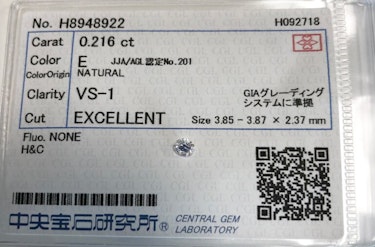 No. H8948922 H092718
Carat 0.216 ct
Color E JJA/AGL認定No.201
ColorOrigin NATURAL
Clarity VS-1 GIAグレーディング
システムに準拠
Cut EXCELLENT Size 3.85 - 3.87 × 2.37 mm
Fluo. NONE
H&C
中央宝石研究所® CENTRAL GEM
LABORATORY